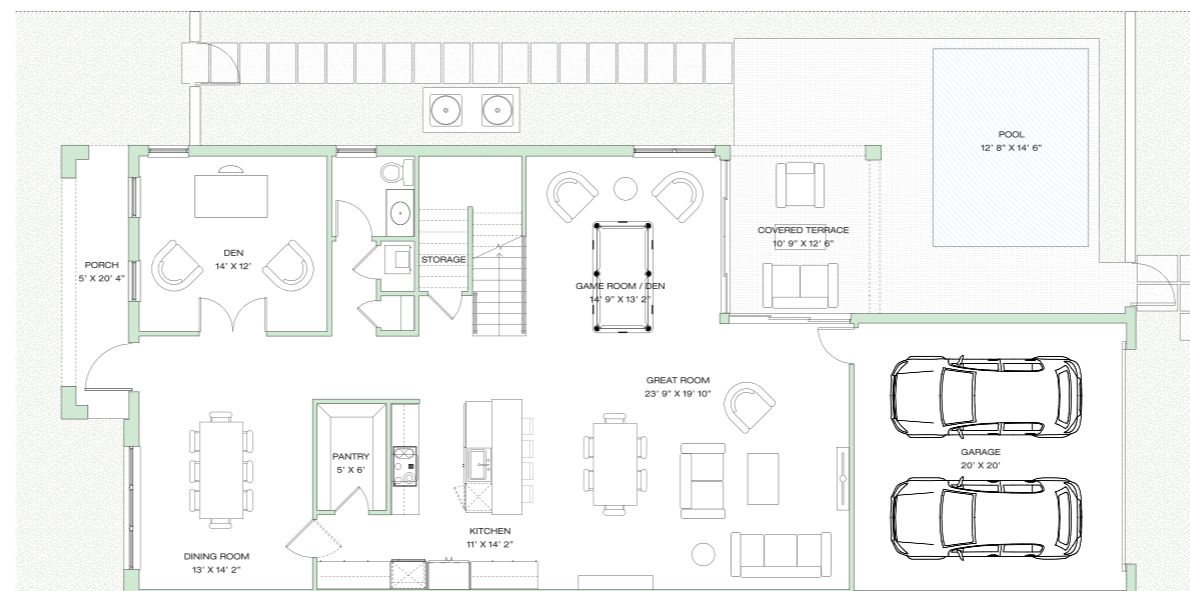 POOL
12' 8" X 14' 6"
COVERED TERRACE
10' 9" X 12' 6"
DEN
14' X 12'
STORAGE
PORCH
5' X 20' 4"
GAME ROOM / DEN
14' 9" X 13' 2"
GREAT ROOM
23' 9" X 19' 10"
PANTRY
5' X 6'
GARAGE
20' X 20'
KITCHEN
11' X 14' 2"
DINING ROOM
13' X 14' 2"